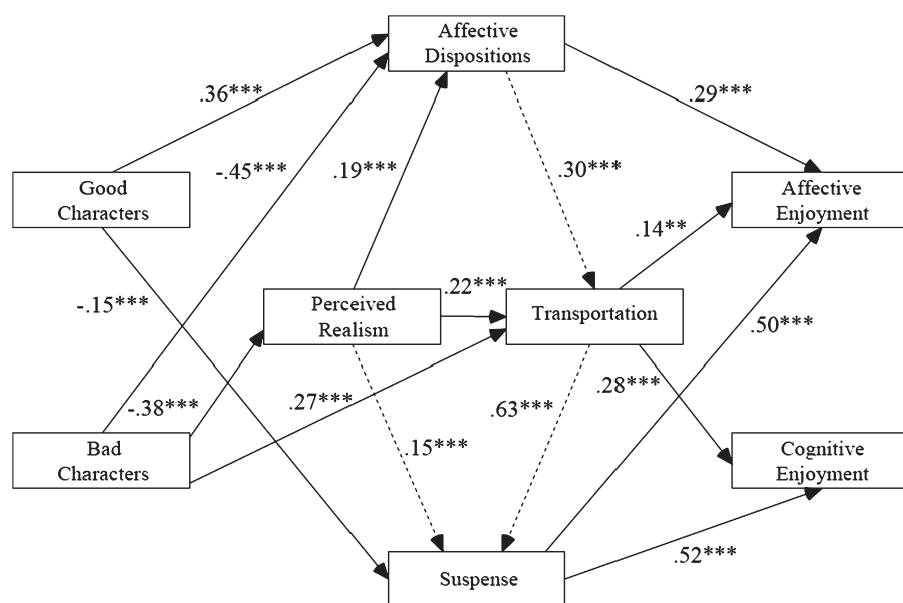 Affective
Dispositions
.36***
.29***
-.45***
.19***
.30***
Good
Characters
Affective
Enjoyment
.14**
-.15***
Perceived
Realism
.22***
Transportation
.50***
-.38***
.27***
.63***
.28***
Bad
Characters
.15***
Cognitive
Enjoyment
Suspense
.52***